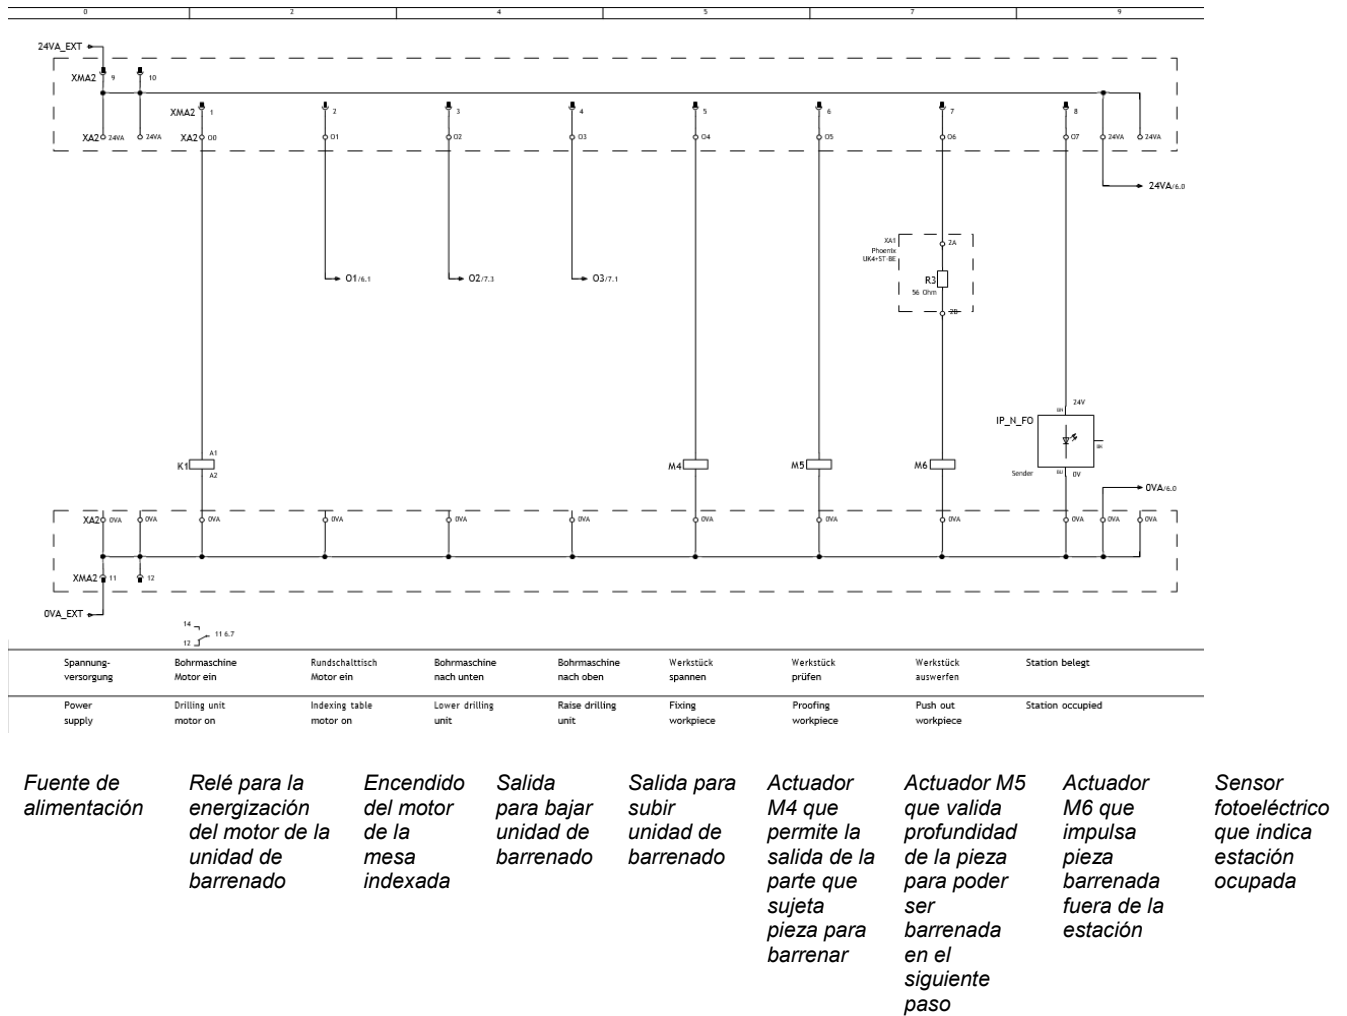 0 2 4 5 7 9
24VA_EXT
XMA2 9 10
XMA2 1 2 3 4 5 6 7 8
XA2 24VA 24VA XA2 O0 O1 O2 O3 O4 O5 O6 O7 24VA 24VA
24VA/6.0
XA1 2A
Phoenix
UK4+5T-BE
O1/6.1 O2/7.3 O3/7.1 R3
56 Ohm
2B
24V
IP_N_FO
A1
K1 M4 M5 M6
A2 Sender 0V
0VA/6.0
XA2 0VA 0VA 0VA 0VA 0VA 0VA 0VA 0VA 0VA 0VA 0VA 0VA
XMA2 11 12
0VA_EXT
14
11 6.7
12
Spannung- Bohrmaschine Rundschalttisch Bohrmaschine Bohrmaschine Werkstück Werkstück Werkstück Station belegt
versorgung Motor ein Motor ein nach unten nach oben spannen prüfen auswerfen
Power Drilling unit Indexing table Lower drilling Raise drilling Fixing Proofing Push out Station occupied
supply motor on motor on unit unit workpiece workpiece workpiece
Fuente de
alimentación
Relé para la
energización
del motor de la
unidad de
barrenado
Encendido
del motor
de la
mesa
indexada
Salida
para bajar
unidad de
barrenado
Salida para
subir
unidad de
barrenado
Actuador
M4 que
permite la
salida de la
parte que
sujeta
pieza para
barrenar
Actuador M5
que valida
profundidad
de la pieza
para poder
ser
barrenada
en el
siguiente
paso
Actuador
M6 que
impulsa
pieza
barrenada
fuera de la
estación
Sensor
fotoeléctrico
que indica
estación
ocupada